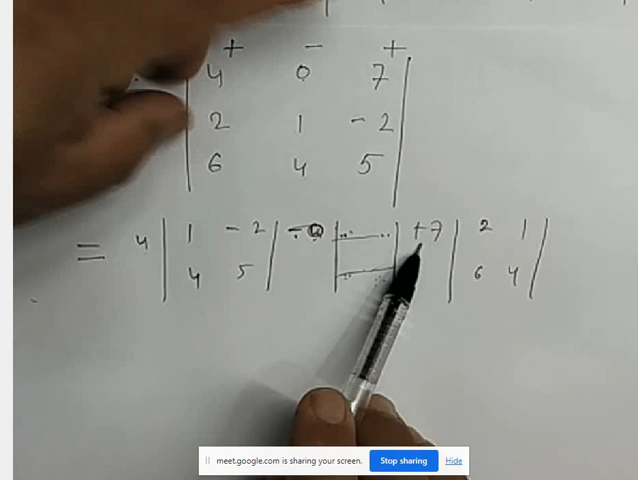 + - +
4 0 7
2 1 -2
6 4 5
= 4 | 1 -2 | - 0 | | +7 | 2 1 |
4 5 6 4
meet.google.com is sharing your screen. Stop sharing Hide